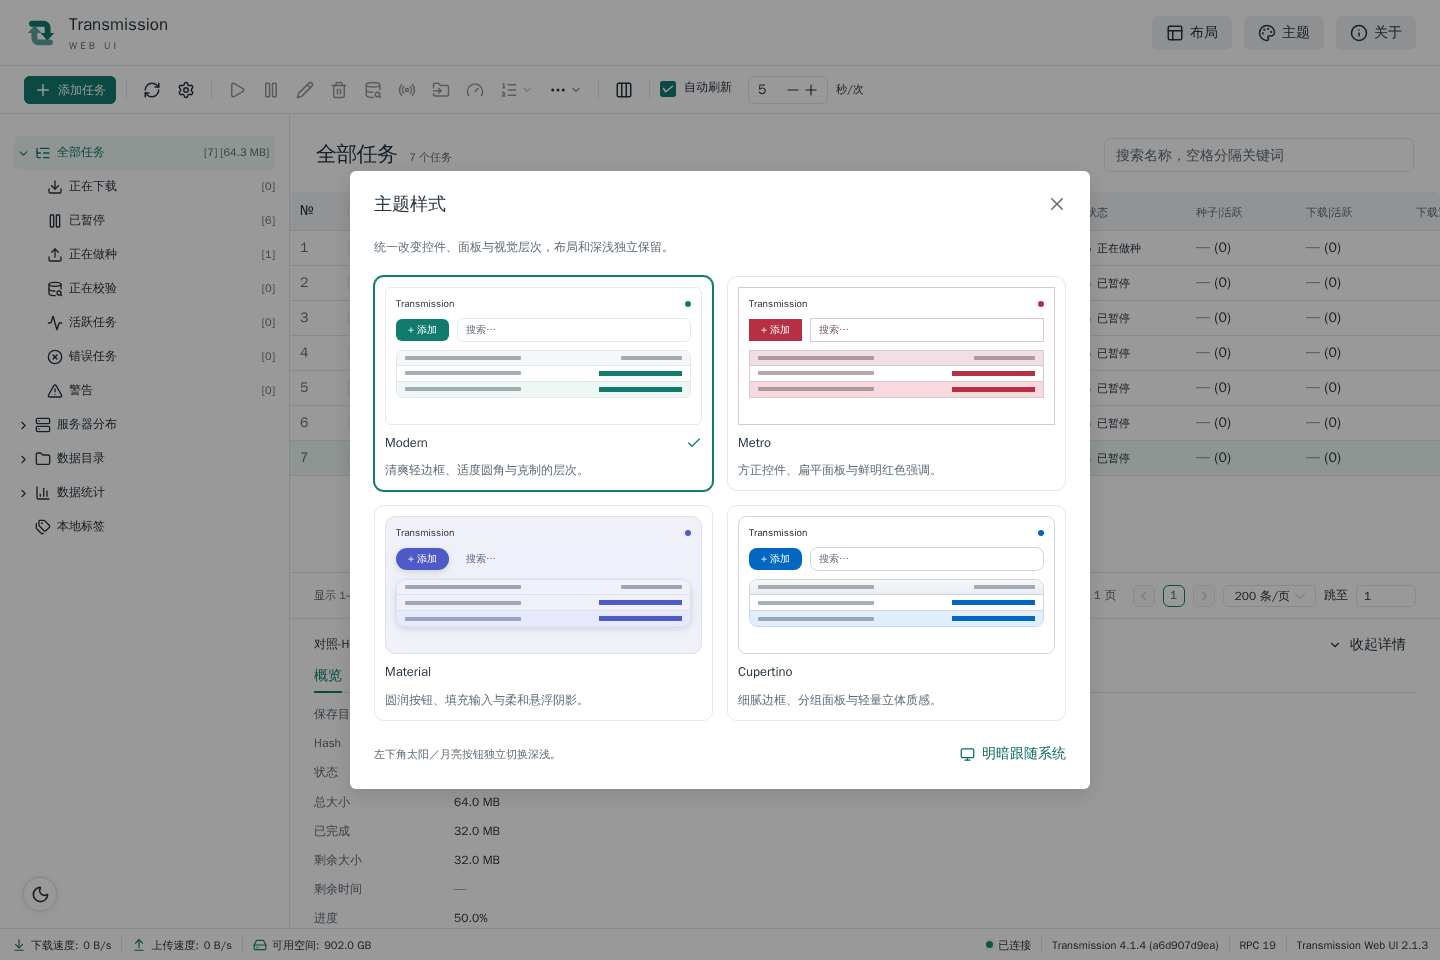 Transmission
WEB UI
布局
主题
关于
添加任务
自动刷新
5
秒/次
全部任务
[7] [64.3 MB]
正在下载
[0]
已暂停
[6]
正在做种
[1]
正在校验
[0]
活跃任务
[0]
错误任务
[0]
警告
[0]
服务器分布
数据目录
数据统计
本地标签
全部任务
7 个任务
搜索名称，空格分隔关键词
№
状态
种子|活跃
下载|活跃
1
正在做种
— (0)
— (0)
2
已暂停
— (0)
— (0)
3
已暂停
— (0)
— (0)
4
已暂停
— (0)
— (0)
5
已暂停
— (0)
— (0)
6
已暂停
— (0)
— (0)
7
已暂停
— (0)
— (0)
主题样式
统一改变控件、面板与视觉层次，布局和深浅独立保留。
Transmission
+ 添加
搜索…
Modern
清爽轻边框、适度圆角与克制的层次。
Transmission
+ 添加
搜索…
Metro
方正控件、扁平面板与鲜明红色强调。
Transmission
+ 添加
搜索…
Material
圆润按钮、填充输入与柔和悬浮阴影。
Transmission
+ 添加
搜索…
Cupertino
细腻边框、分组面板与轻量立体质感。
左下角太阳／月亮按钮独立切换深浅。
明暗跟随系统
显示 1–
1 页
1
200 条/页
跳至
1
对照-H
收起详情
概览
保存目
Hash
状态
总大小
64.0 MB
已完成
32.0 MB
剩余大小
32.0 MB
剩余时间
—
进度
50.0%
下载速度: 0 B/s
上传速度: 0 B/s
可用空间: 902.0 GB
已连接
Transmission 4.1.4 (a6d907d9ea)
RPC 19
Transmission Web UI 2.1.3